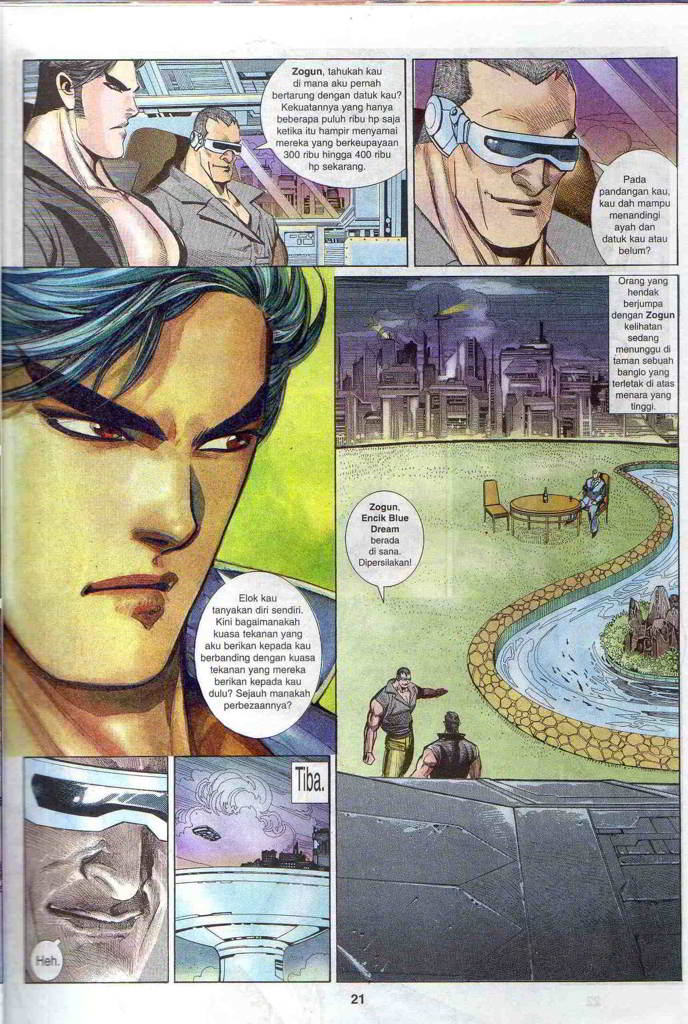 Zogun, tahukah kau
di mana aku pernah
bertarung dengan datuk kau?
Kekuatannya yang hanya
beberapa puluh ribu hp saja
ketika itu hampir menyamai
mereka yang berkeupayaan
300 ribu hingga 400 ribu
hp sekarang.
Pada
pandangan kau,
kau dah mampu
menandingi
ayah dan
datuk kau atau
belum?
Elok kau
tanyakan diri sendiri.
Kini bagaimanakah
kuasa tekanan yang
aku berikan kepada kau
berbanding dengan kuasa
tekanan yang mereka
berikan kepada kau
dulu? Sejauh manakah
perbezaannya?
Heh.
Tiba.
Orang yang
hendak
berjumpa
dengan Zogun
kelihatan
sedang
menunggu di
taman sebuah
banglo yang
terletak di atas
menara yang
tinggi.
Zogun,
Encik Blue
Dream
berada
di sana.
Dipersilakan!
21